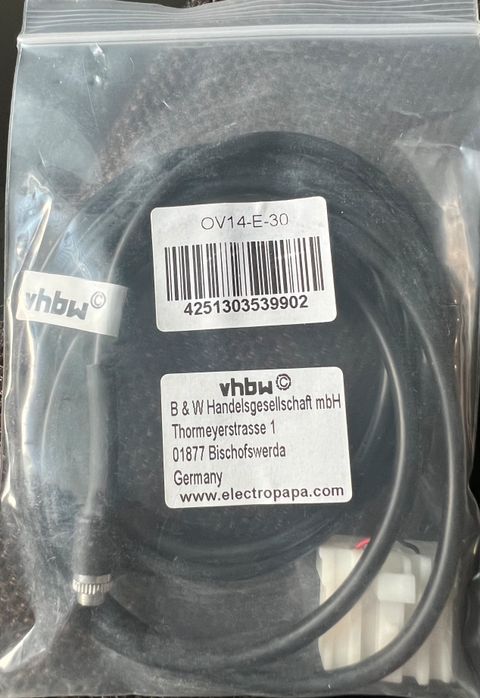 OV14-E-30
4251303539902
vhbw©
vhbw©
B & W Handelsgesellschaft mbH
Thormeyerstrasse 1
01877 Bischofswerda
Germany
www.electropapa.com